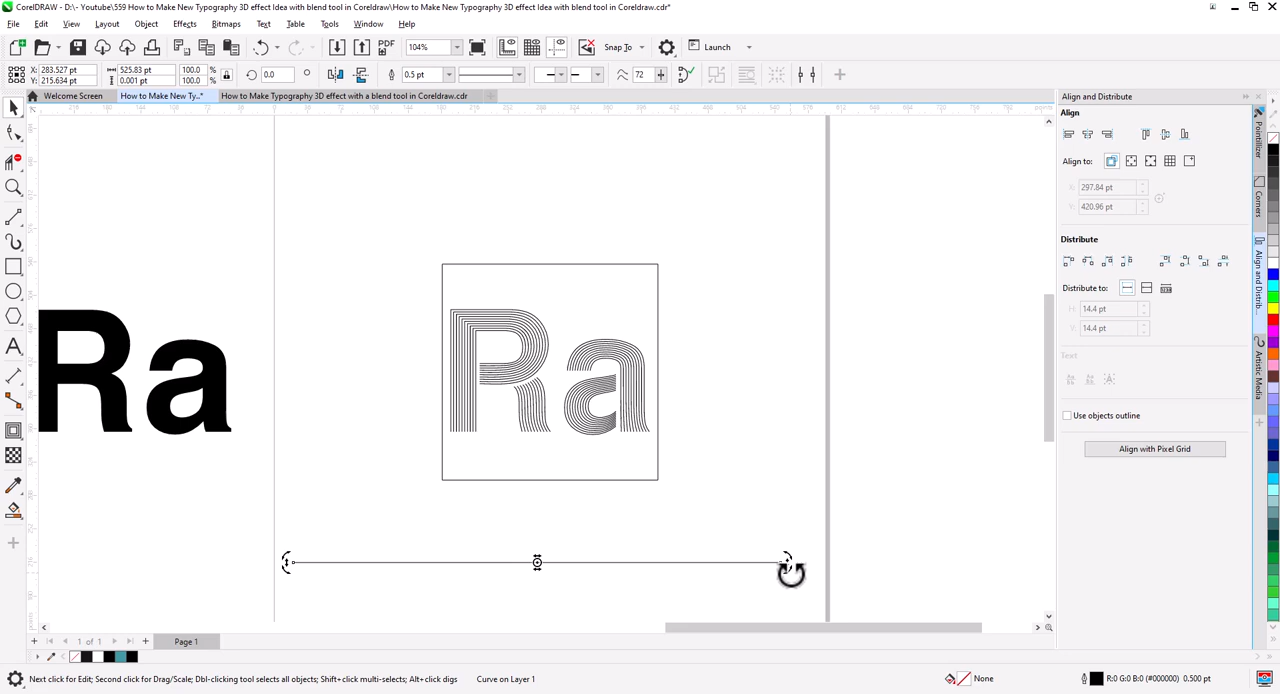 CorelDRAW - D:\- Youtube\559 How to Make New Typography 3D effect Idea with blend tool in Coreldraw\How to Make New Typography 3D effect Idea with blend tool in Coreldraw.cdr*
File Edit View Layout Object Effects Bitmaps Text Table Tools Window Help
PDF 104% Snap To Launch
X: 283.527 pt 525.83 pt 100.0 % 0.0 0.5 pt 72
Y: 215.634 pt 0.001 pt 100.0 %
Welcome Screen How to Make New Ty...* How to Make Typography 3D effect with a blend tool in Coreldraw.cdr
Align and Distribute
Align
Align to:
X: 297.84 pt
Y: 420.96 pt
Distribute
Distribute to:
H: 14.4 pt
V: 14.4 pt
Text
Use objects outline
Align with Pixel Grid
Pointillizer
Corners
Align and Distrib...
Artistic Media
Ra
Ra
1 of 1 Page 1
Next click for Edit; Second click for Drag/Scale; Dbl-clicking tool selects all objects; Shift+click multi-selects; Alt+click digs Curve on Layer 1 None R:0 G:0 B:0 (#000000) 0.500 pt